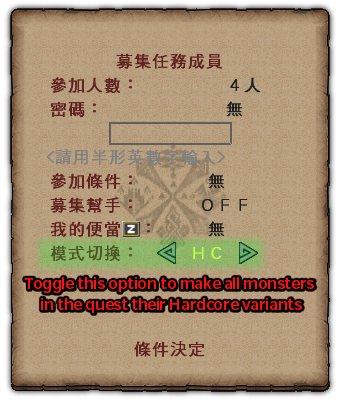 募集任務成員
參加人數： 4人
密碼： 無
<請用半形英數字輸入>
參加條件： 無
募集幫手： OFF
我的便當Z： 無
模式切換： HC
Toggle this option to make all monsters
in the quest their Hardcore variants
條件決定